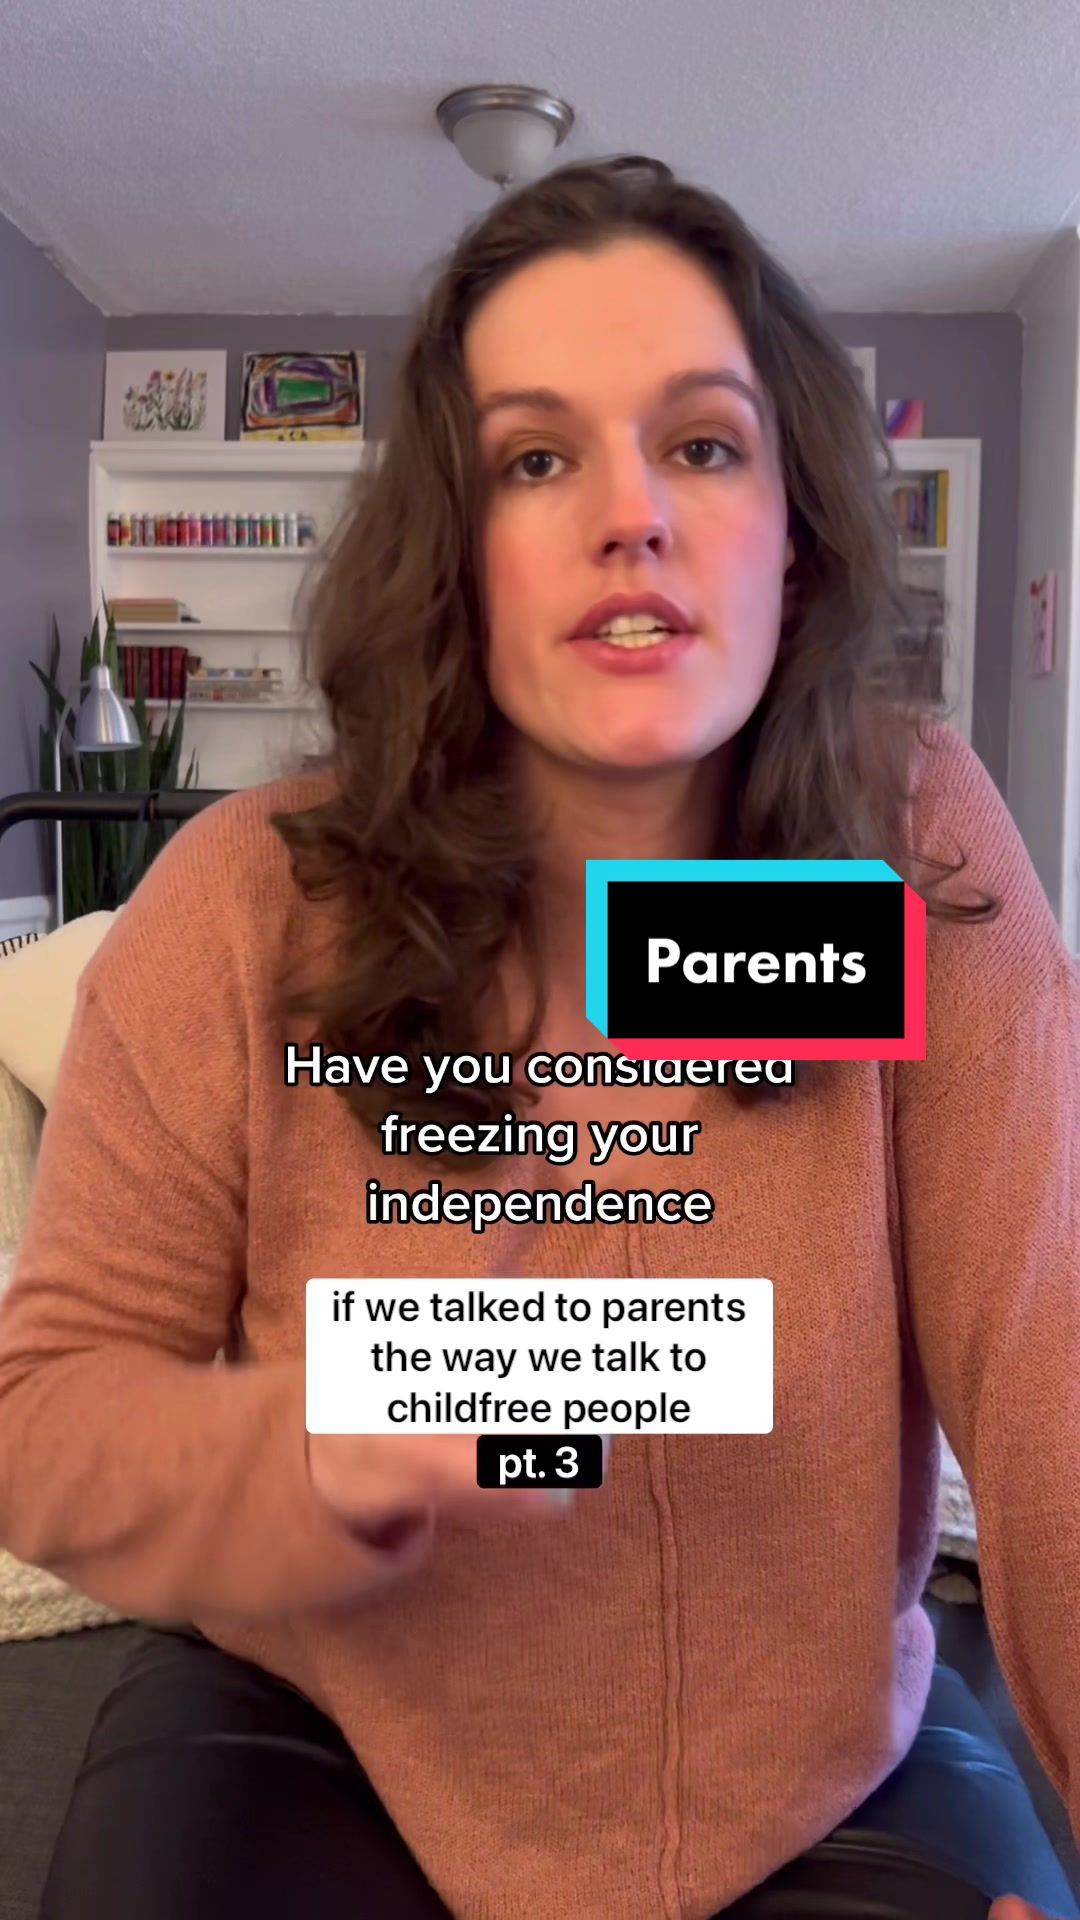 Parents
Have you considered
freezing your
independence
if we talked to parents
the way we talk to
childfree people
pt. 3